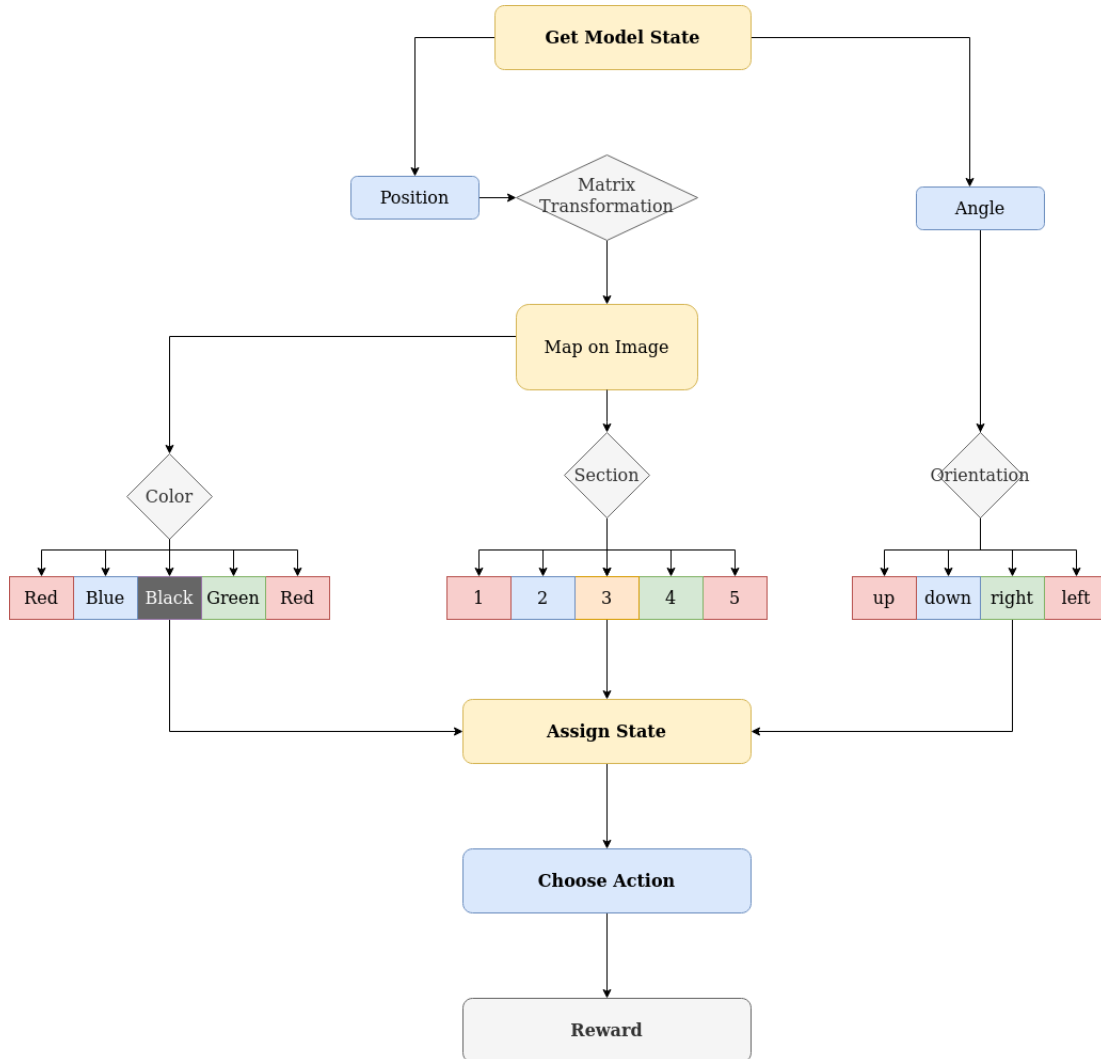 Get Model State
Position
Matrix
Transformation
Angle
Map on Image
Color
Section
Orientation
Red Blue Black Green Red
1 2 3 4 5
up down right left
Assign State
Choose Action
Reward